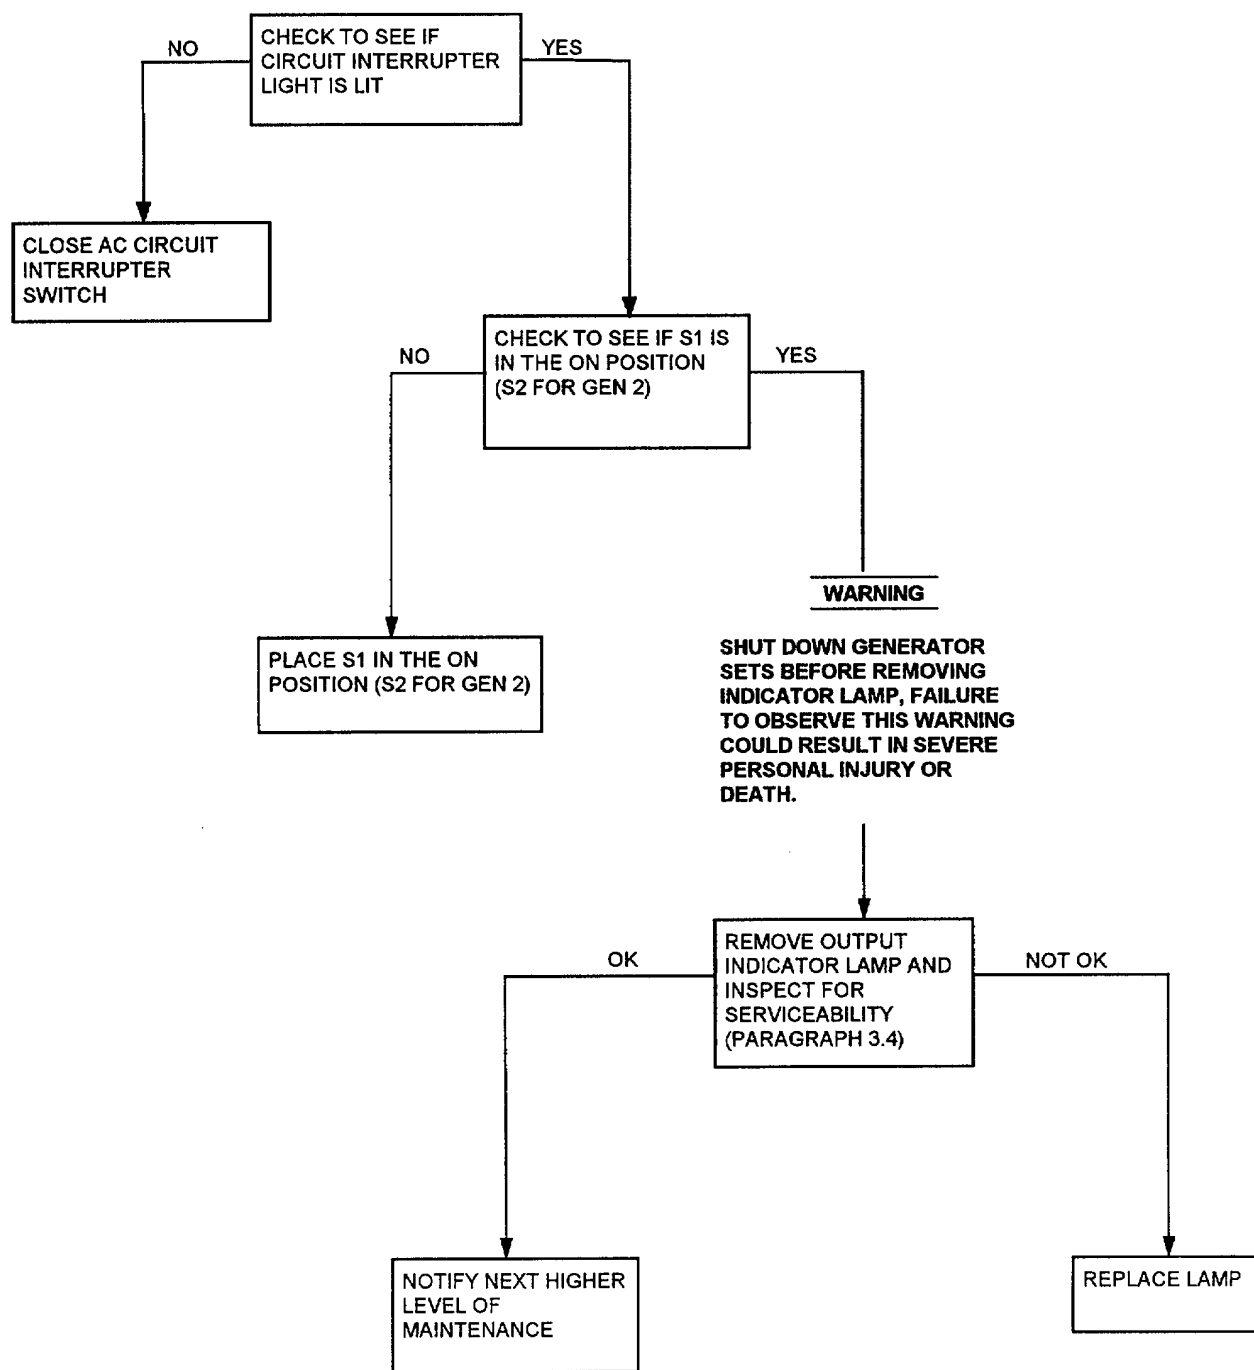 NO
CHECK TO SEE IF
CIRCUIT INTERRUPTER
LIGHT IS LIT
YES
CLOSE AC CIRCUIT
INTERRUPTER
SWITCH
NO
CHECK TO SEE IF S1 IS
IN THE ON POSITION
(S2 FOR GEN 2)
YES
PLACE S1 IN THE ON
POSITION (S2 FOR GEN 2)
WARNING
SHUT DOWN GENERATOR
SETS BEFORE REMOVING
INDICATOR LAMP, FAILURE
TO OBSERVE THIS WARNING
COULD RESULT IN SEVERE
PERSONAL INJURY OR
DEATH.
OK
REMOVE OUTPUT
INDICATOR LAMP AND
INSPECT FOR
SERVICEABILITY
(PARAGRAPH 3.4)
NOT OK
NOTIFY NEXT HIGHER
LEVEL OF
MAINTENANCE
REPLACE LAMP